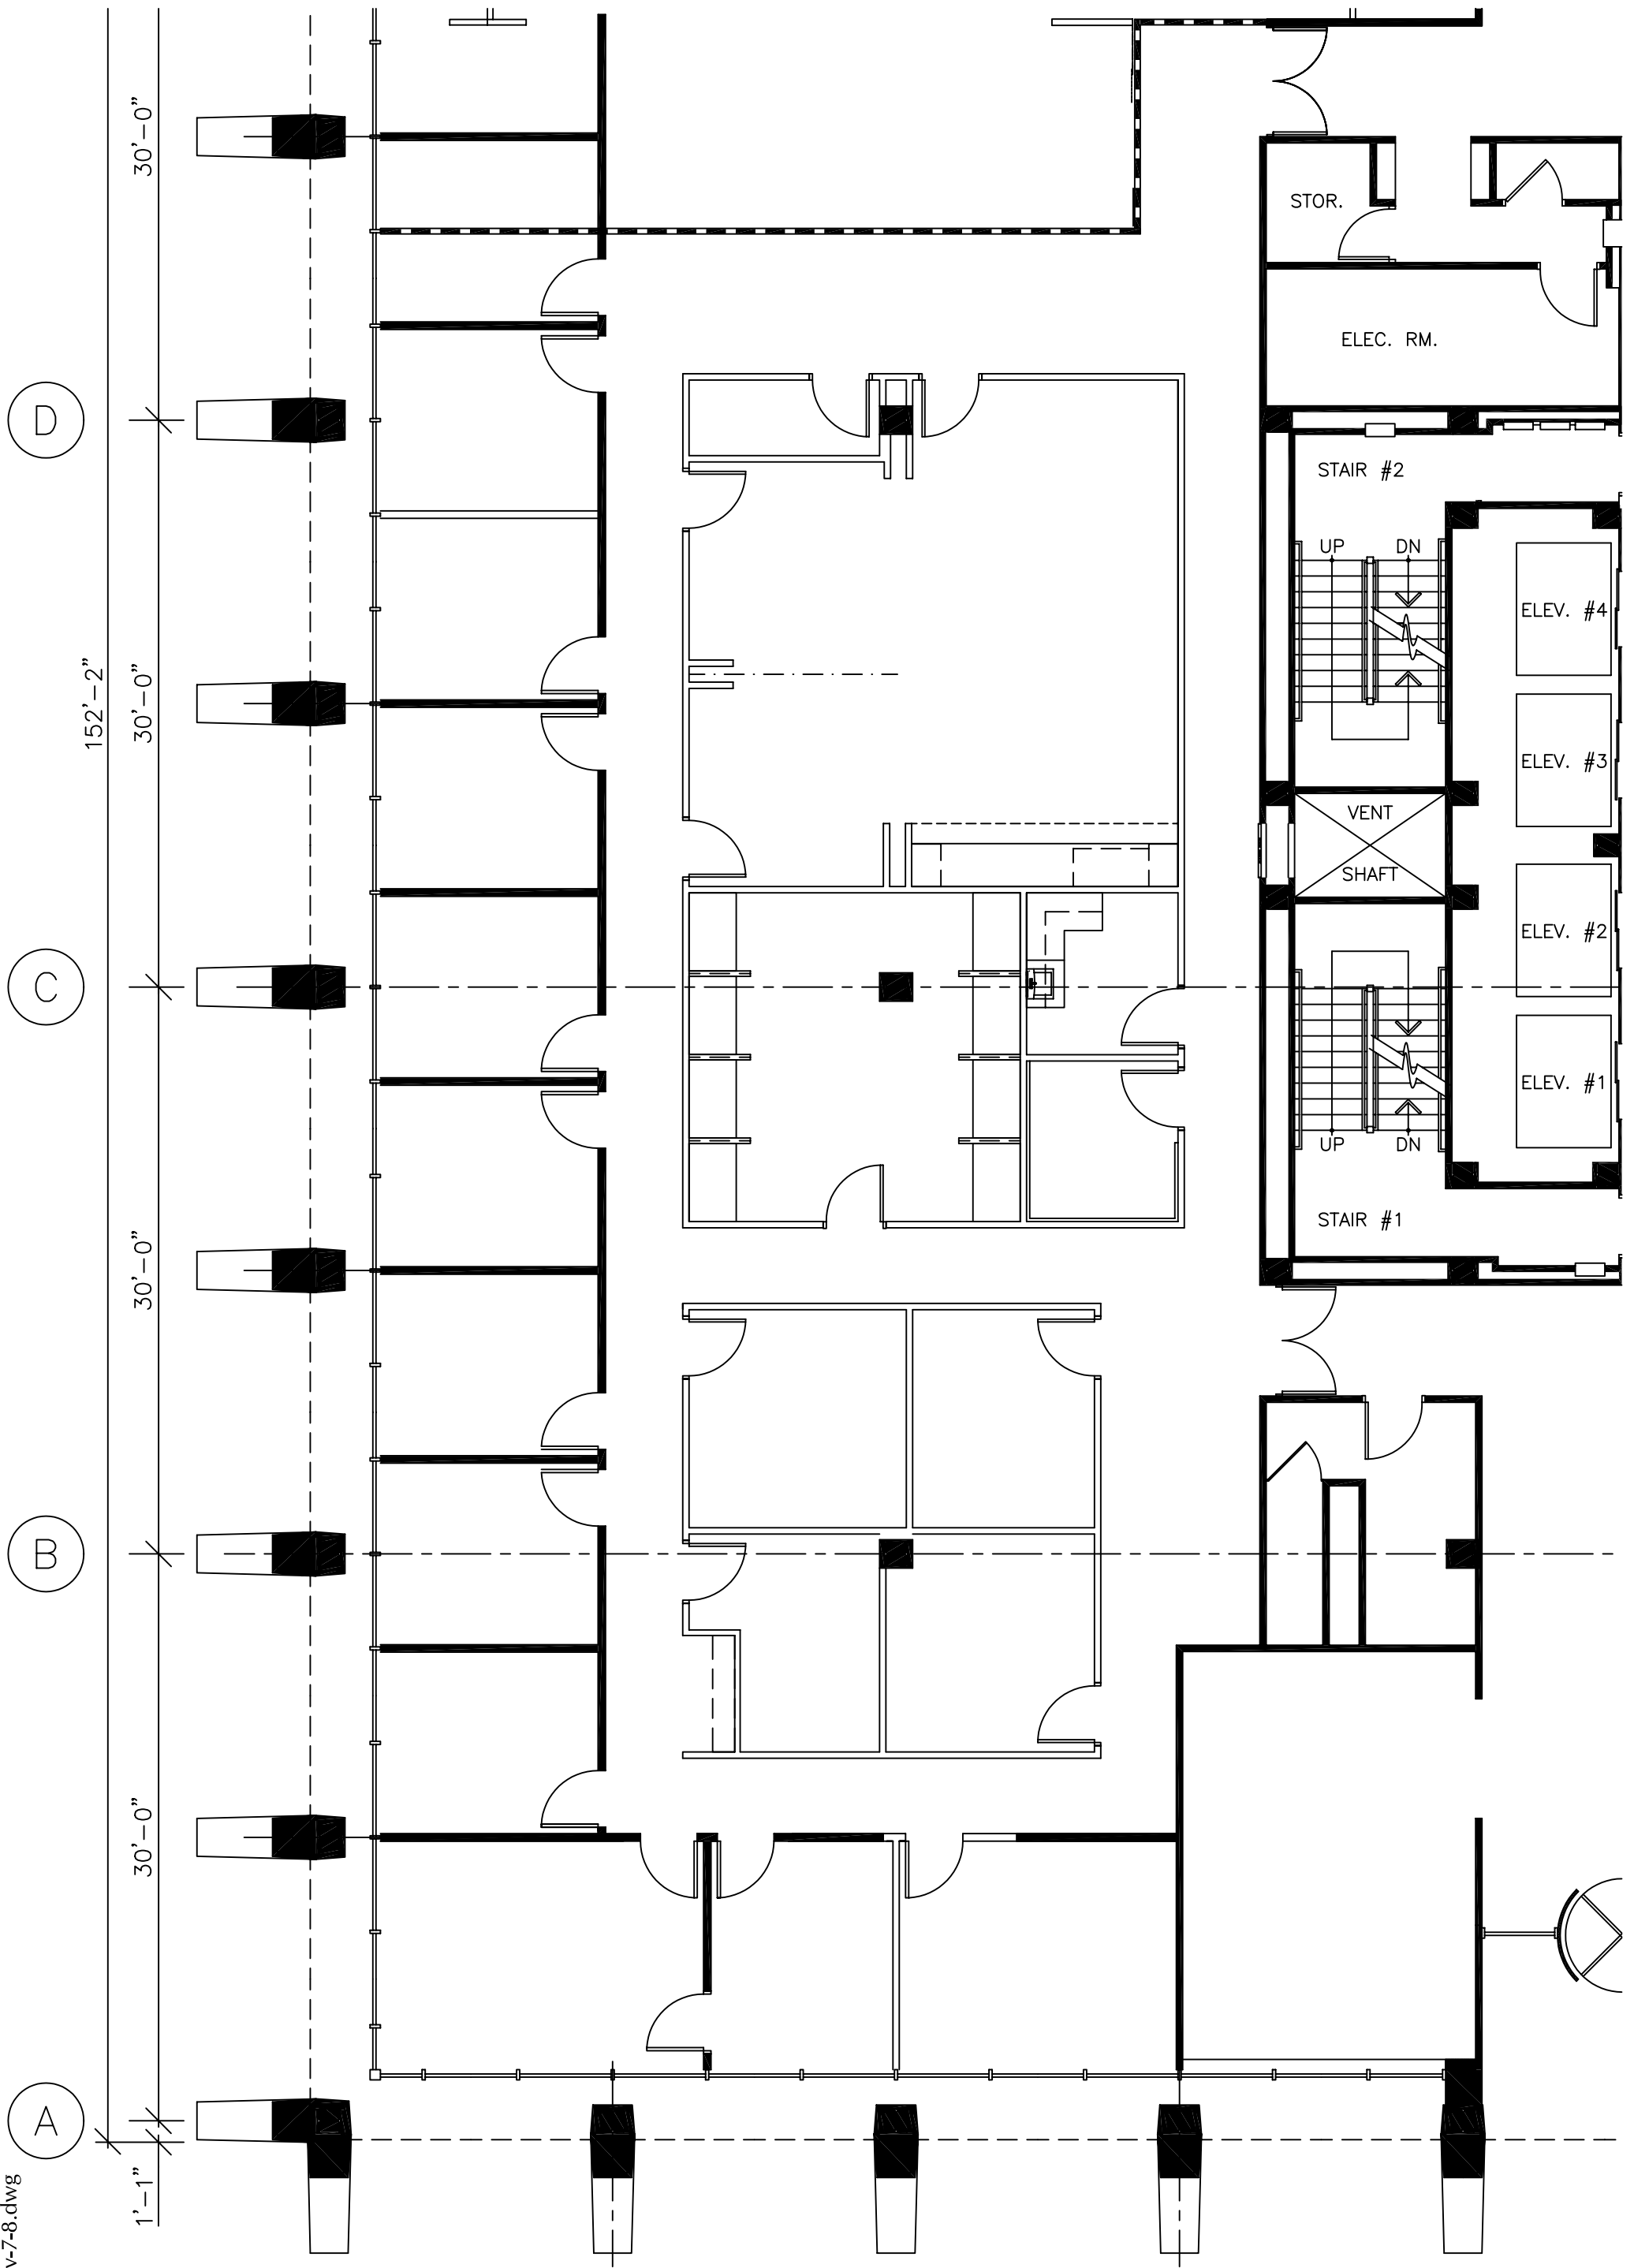 30'-0"
STOR.
ELEC. RM.
D
STAIR #2
UP
DN
ELEV. #4
152'-2"
30'-0"
ELEV. #3
VENT
SHAFT
ELEV. #2
C
ELEV. #1
UP
DN
STAIR #1
30'-0"
B
30'-0"
A
1'-1"
v-7-8.dwg